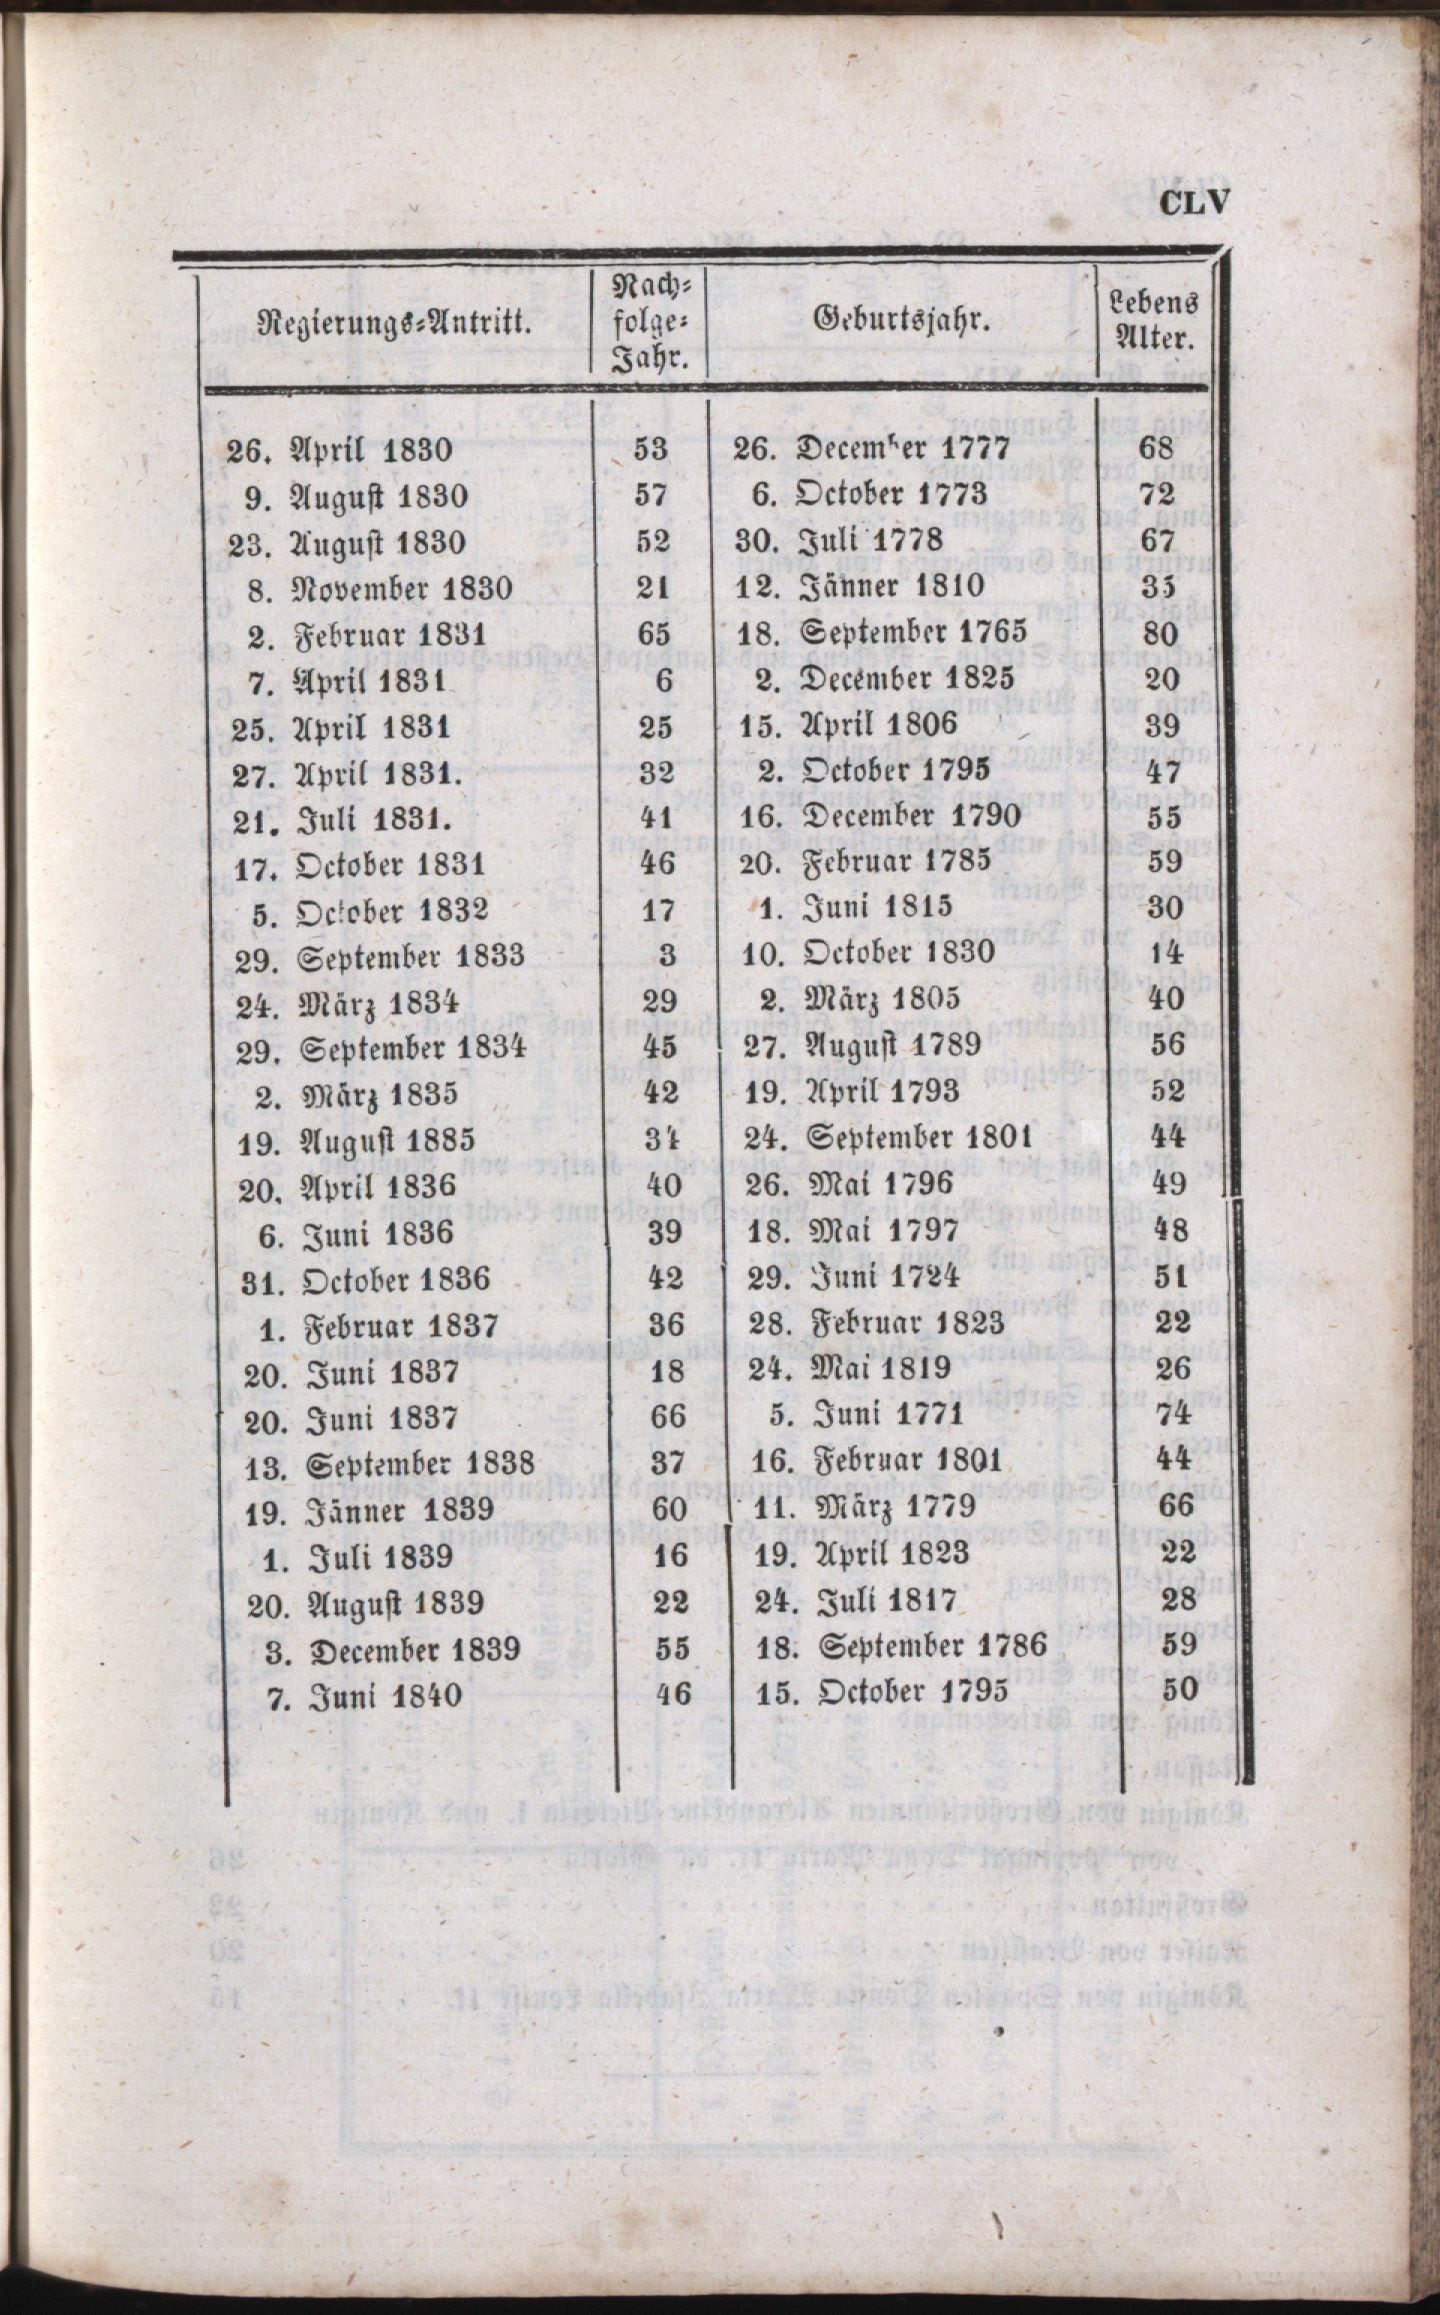 CLV
Regierungs-Antritt. Nach-folge-Jahr. Geburtsjahr. Lebens Alter.
26. April 1830 53 26. December 1777 68
9. August 1830 57 6. October 1773 72
23. August 1830 52 30. Juli 1778 67
8. November 1830 21 12. Jänner 1810 35
2. Februar 1831 65 18. September 1765 80
7. April 1831 6 2. December 1825 20
25. April 1831 25 15. April 1806 39
27. April 1831. 32 2. October 1795 47
21. Juli 1831. 41 16. December 1790 55
17. October 1831 46 20. Februar 1785 59
5. October 1832 17 1. Juni 1815 30
29. September 1833 3 10. October 1830 14
24. März 1834 29 2. März 1805 40
29. September 1834 45 27. August 1789 56
2. März 1835 42 19. April 1793 52
19. August 1885 34 24. September 1801 44
20. April 1836 40 26. Mai 1796 49
6. Juni 1836 39 18. Mai 1797 48
31. October 1836 42 29. Juni 1724 51
1. Februar 1837 36 28. Februar 1823 22
20. Juni 1837 18 24. Mai 1819 26
20. Juni 1837 66 5. Juni 1771 74
13. September 1838 37 16. Februar 1801 44
19. Jänner 1839 60 11. März 1779 66
1. Juli 1839 16 19. April 1823 22
20. August 1839 22 24. Juli 1817 28
3. December 1839 55 18. September 1786 59
7. Juni 1840 46 15. October 1795 50